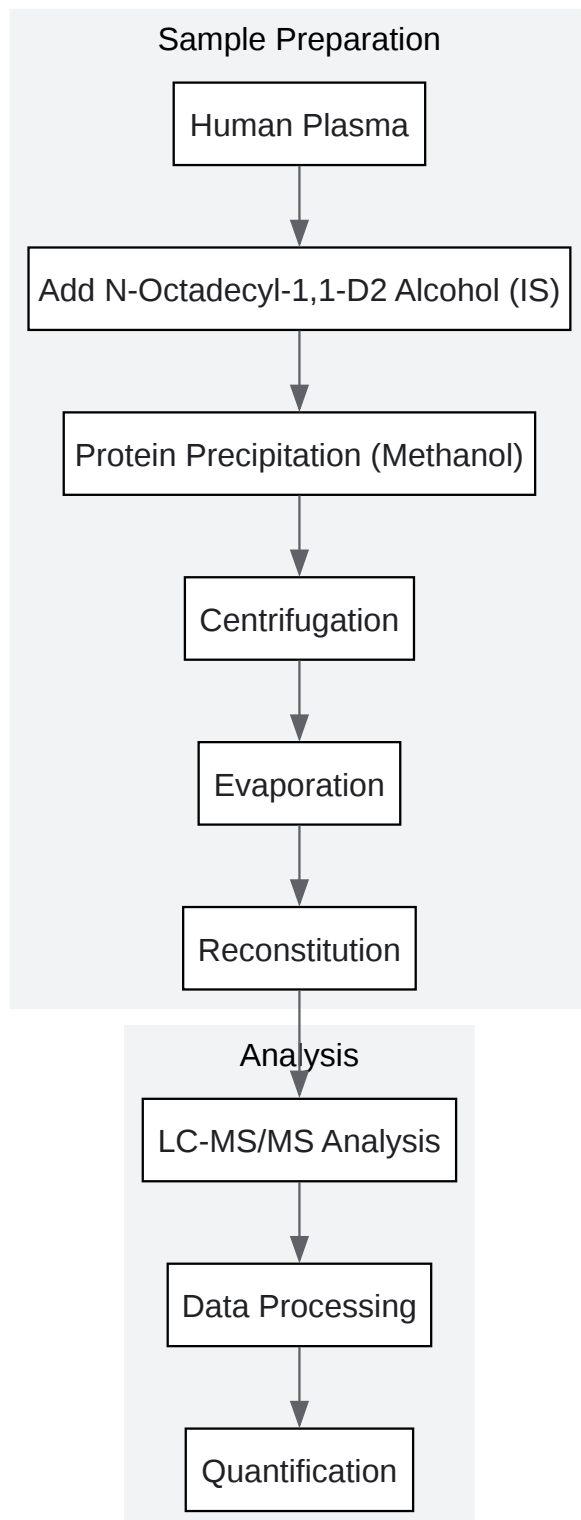 Sample Preparation
Human Plasma
Add N-Octadecyl-1,1-D2 Alcohol (IS)
Protein Precipitation (Methanol)
Centrifugation
Evaporation
Reconstitution
Analysis
LC-MS/MS Analysis
Data Processing
Quantification